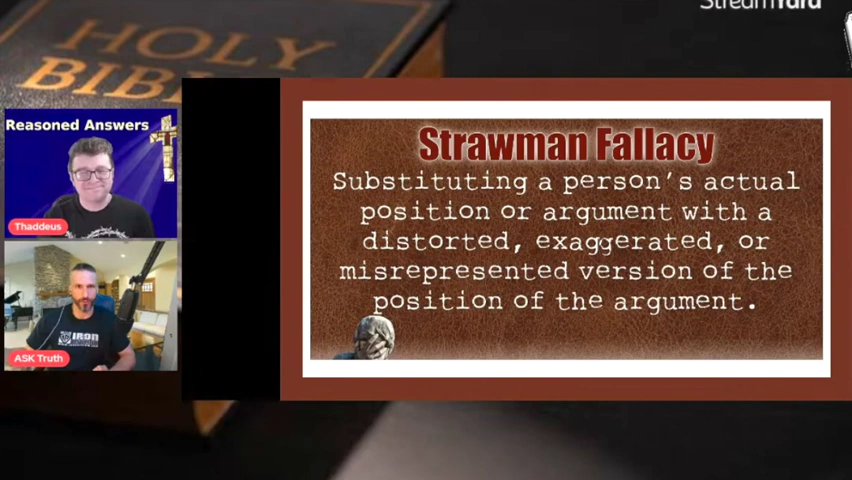 StreamYard
HOLY
BIB
Reasoned Answers
Thaddeus
IRON
ASK Truth
Strawman Fallacy
Substituting a person's actual
position or argument with a
distorted, exaggerated, or
misrepresented version of the
position of the argument.